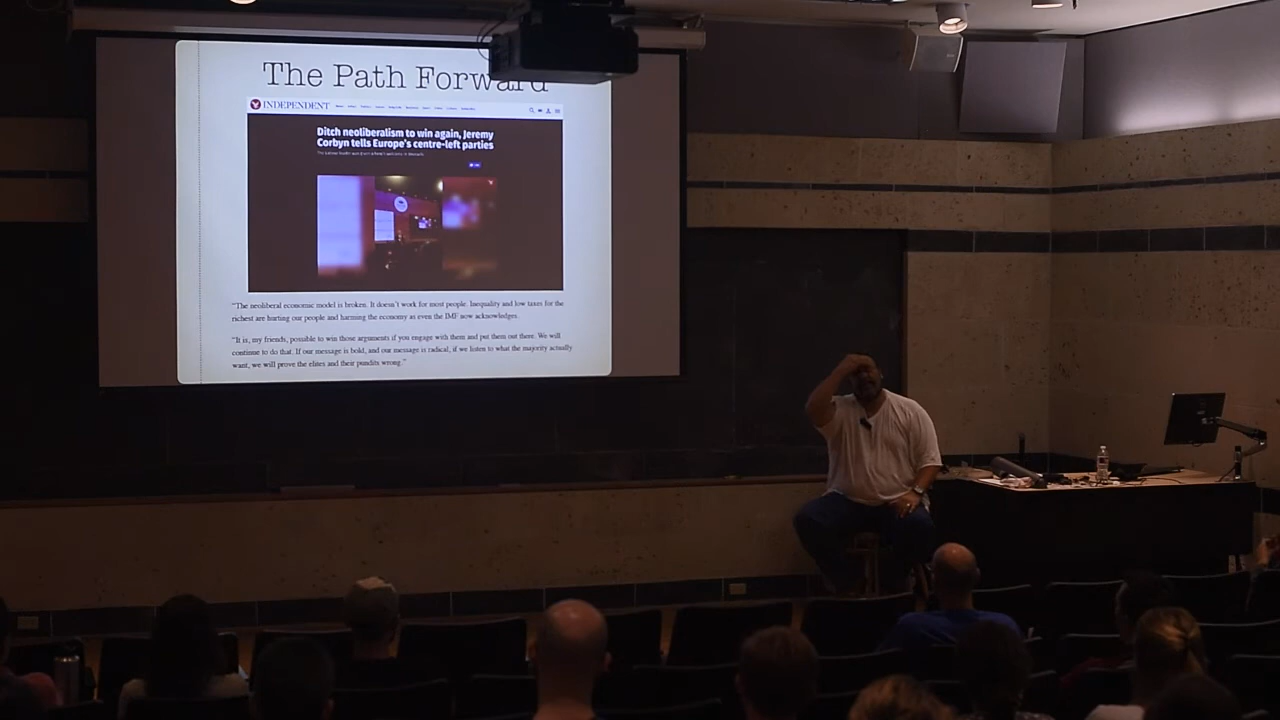 The Path Forward
INDEPENDENT
Ditch neoliberalism to win again, Jeremy
Corbyn tells Europe's centre-left parties
"The neoliberal economic model is broken. It doesn't work for most people. Inequality and low taxes for the
richest are hurting our people and harming the economy as even the IMF now acknowledges.
"It is, my friends, possible to win those arguments if you engage with them and put them out there. We will
continue to do that. If our message is bold, and our message is radical, if we listen to what the majority actually
want, we will prove the elites and their pundits wrong."